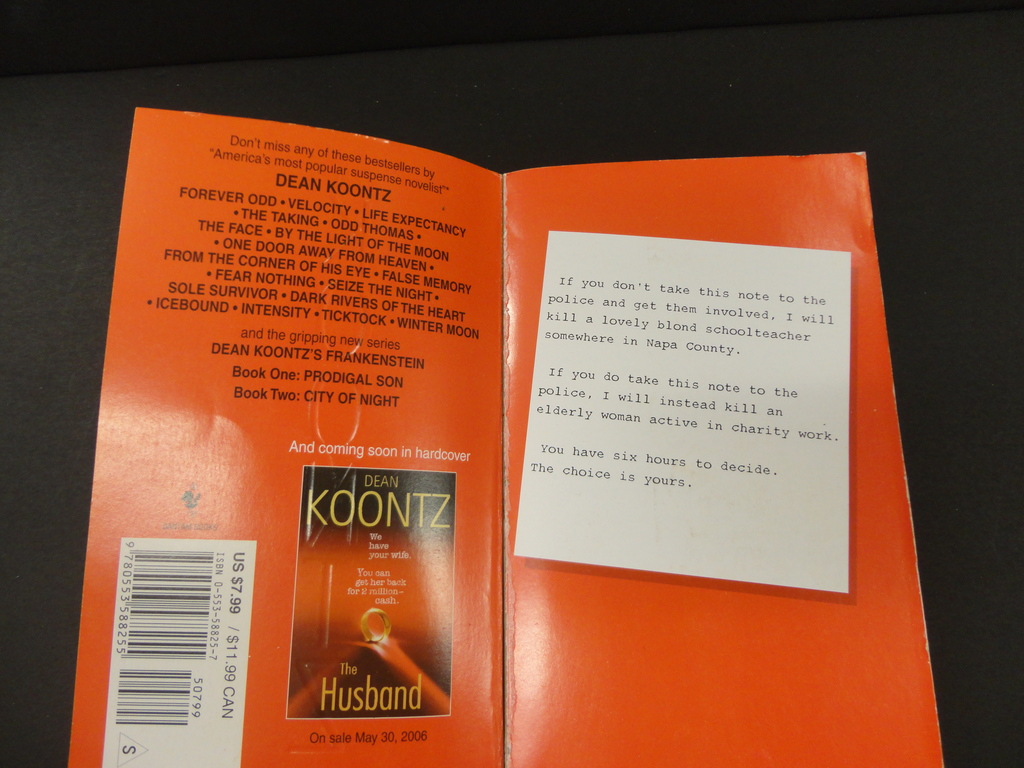 Don't miss any of these bestsellers by
"America's most popular suspense novelist"*
DEAN KOONTZ
FOREVER ODD • VELOCITY • LIFE EXPECTANCY
• THE TAKING • ODD THOMAS •
THE FACE • BY THE LIGHT OF THE MOON
• ONE DOOR AWAY FROM HEAVEN •
FROM THE CORNER OF HIS EYE • FALSE MEMORY
• FEAR NOTHING • SEIZE THE NIGHT •
SOLE SURVIVOR • DARK RIVERS OF THE HEART
• ICEBOUND • INTENSITY • TICKTOCK • WINTER MOON
and the gripping new series
DEAN KOONTZ'S FRANKENSTEIN
Book One: PRODIGAL SON
Book Two: CITY OF NIGHT
And coming soon in hardcover
DEAN
KOONTZ
We
have
your wife.
You can
get her back
for 2 million—
cash.
The
Husband
On sale May 30, 2006
US $7.99 / $11.99 CAN
ISBN 0-553-58825-7
9 780553 588255
50799
S
If you don't take this note to the
police and get them involved, I will
kill a lovely blond schoolteacher
somewhere in Napa County.
If you do take this note to the
police, I will instead kill an
elderly woman active in charity work.
You have six hours to decide.
The choice is yours.